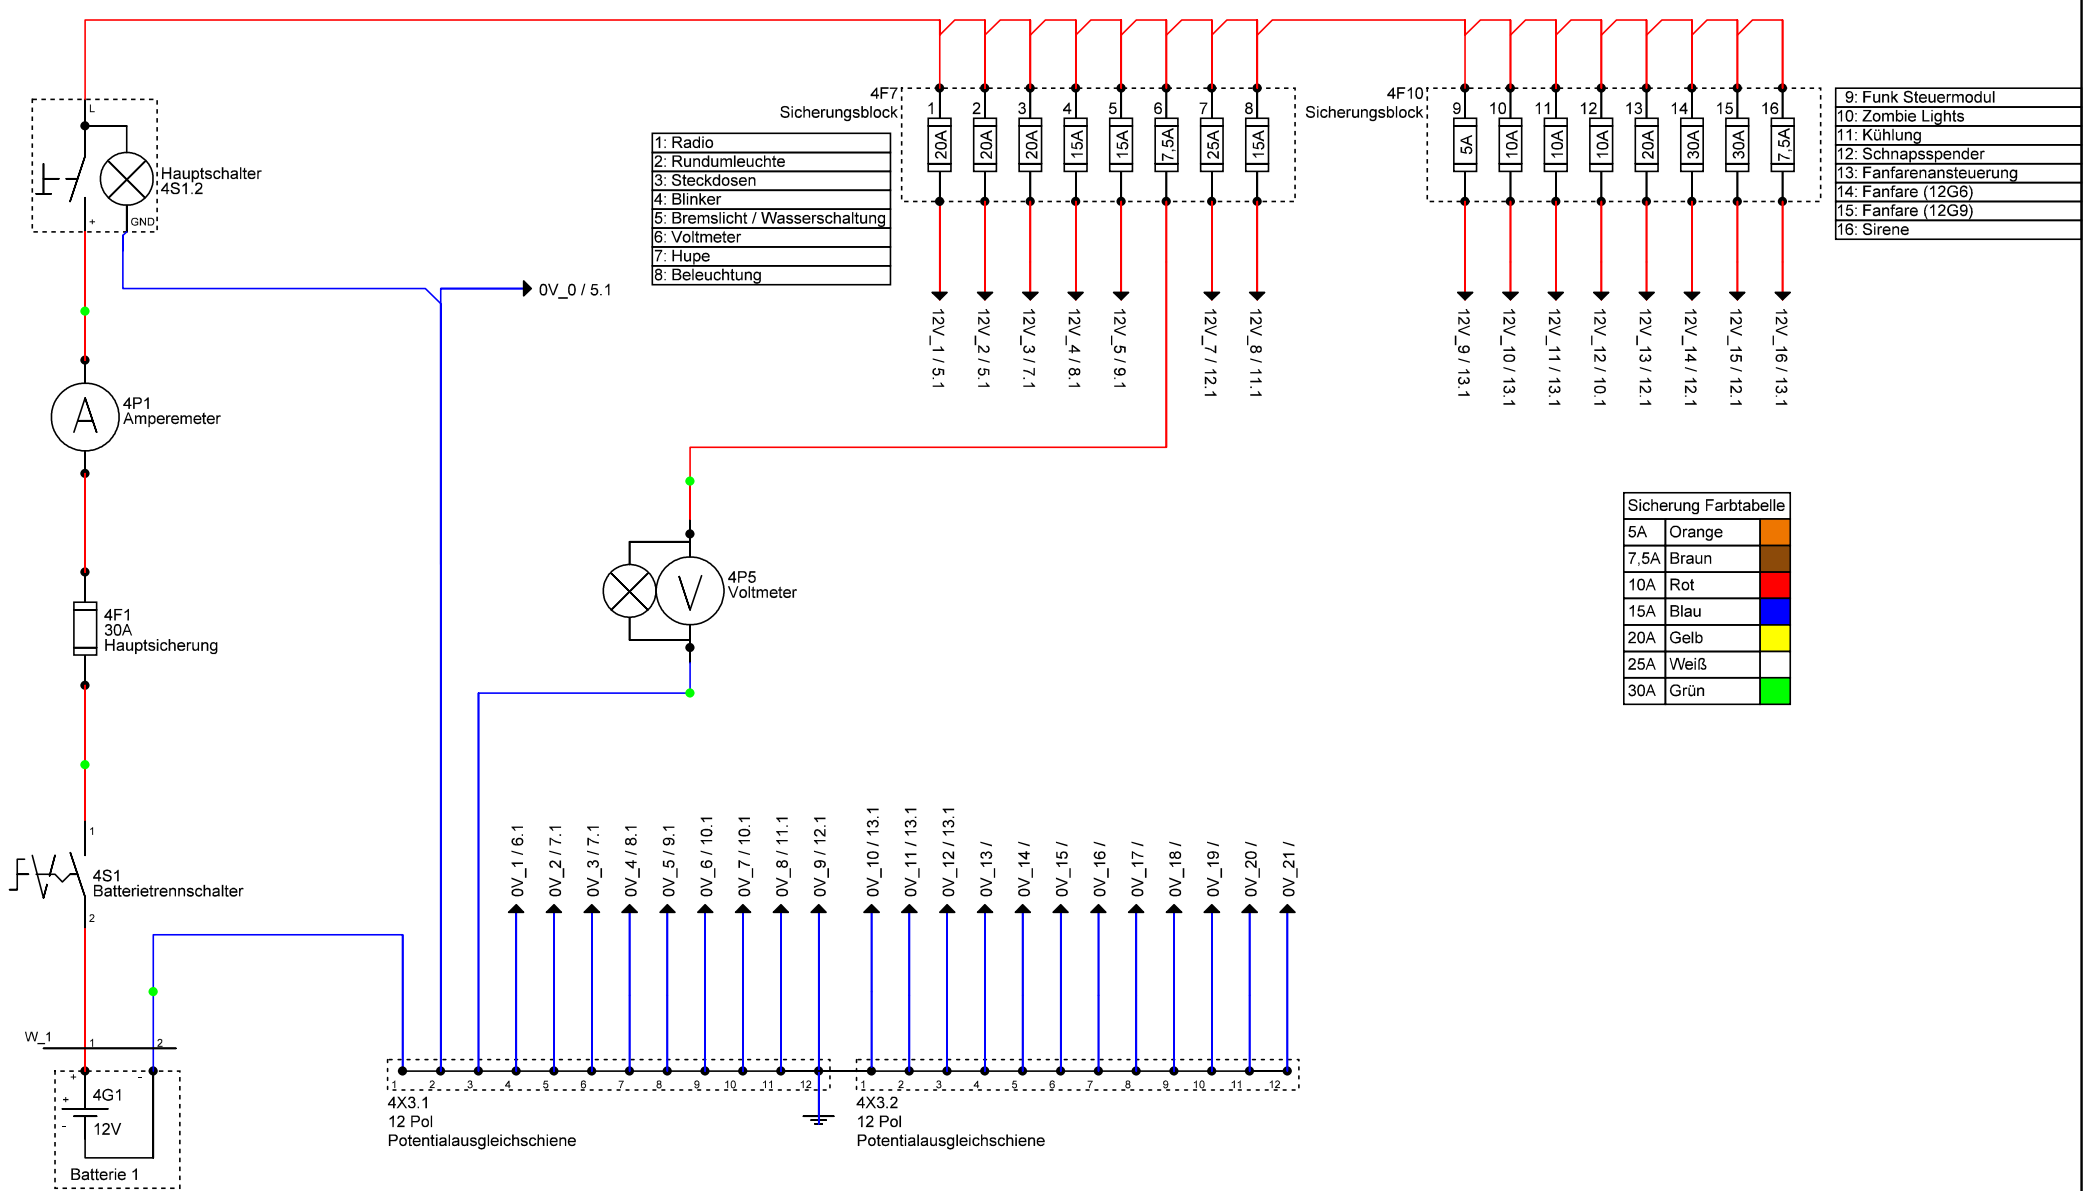 L
+
GND
Hauptschalter
4S1.2
0V_0 / 5.1
4P1
Amperemeter
A
4F1
30A
Hauptsicherung
1
4S1
Batterietrennschalter
2
W_1
1
2
+
-
+
-
4G1
12V
Batterie 1
1: Radio
2: Rundumleuchte
3: Steckdosen
4: Blinker
5: Bremslicht / Wasserschaltung
6: Voltmeter
7: Hupe
8: Beleuchtung
4F7
Sicherungsblock
1 2 3 4 5 6 7 8
20A 20A 20A 15A 15A 7,5A 25A 15A
12V_1 / 5.1
12V_2 / 5.1
12V_3 / 7.1
12V_4 / 8.1
12V_5 / 9.1
12V_7 / 12.1
12V_8 / 11.1
4F10
Sicherungsblock
9 10 11 12 13 14 15 16
5A 10A 10A 10A 20A 30A 30A 7,5A
12V_9 / 13.1
12V_10 / 13.1
12V_11 / 13.1
12V_12 / 10.1
12V_13 / 12.1
12V_14 / 12.1
12V_15 / 12.1
12V_16 / 13.1
9: Funk Steuermodul
10: Zombie Lights
11: Kühlung
12: Schnapsspender
13: Fanfarenansteuerung
14: Fanfare (12G6)
15: Fanfare (12G9)
16: Sirene
V
4P5
Voltmeter
Sicherung Farbtabelle
5A Orange
7,5A Braun
10A Rot
15A Blau
20A Gelb
25A Weiß
30A Grün
0V_1 / 6.1
0V_2 / 7.1
0V_3 / 7.1
0V_4 / 8.1
0V_5 / 9.1
0V_6 / 10.1
0V_7 / 10.1
0V_8 / 11.1
0V_9 / 12.1
0V_10 / 13.1
0V_11 / 13.1
0V_12 / 13.1
0V_13 /
0V_14 /
0V_15 /
0V_16 /
0V_17 /
0V_18 /
0V_19 /
0V_20 /
0V_21 /
1 2 3 4 5 6 7 8 9 10 11 12
4X3.1
12 Pol
Potentialausgleichschiene
1 2 3 4 5 6 7 8 9 10 11 12
4X3.2
12 Pol
Potentialausgleichschiene